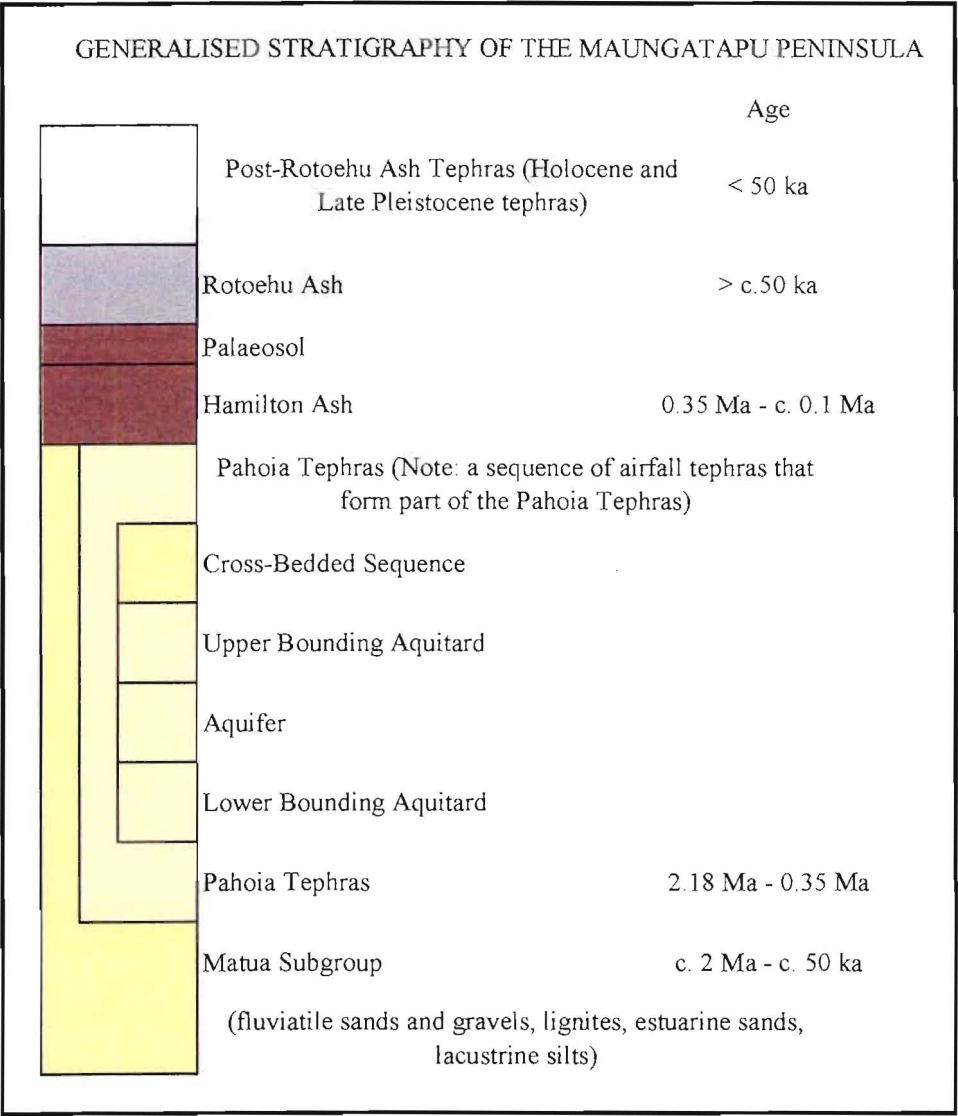 GENERALISED STRATIGRAPHY OF THE MAUNGATAPU PENINSULA
Age
Post-Rotoehu Ash Tephras (Holocene and
Late Pleistocene tephras)
< 50 ka
Rotoehu Ash
> c.50 ka
Palaeosol
Hamilton Ash
0.35 Ma - c. 0.1 Ma
Pahoia Tephras (Note: a sequence of airfall tephras that
form part of the Pahoia Tephras)
Cross-Bedded Sequence
Upper Bounding Aquitard
Aquifer
Lower Bounding Aquitard
Pahoia Tephras
2.18 Ma - 0.35 Ma
Matua Subgroup
c. 2 Ma - c. 50 ka
(fluviatile sands and gravels, lignites, estuarine sands,
lacustrine silts)